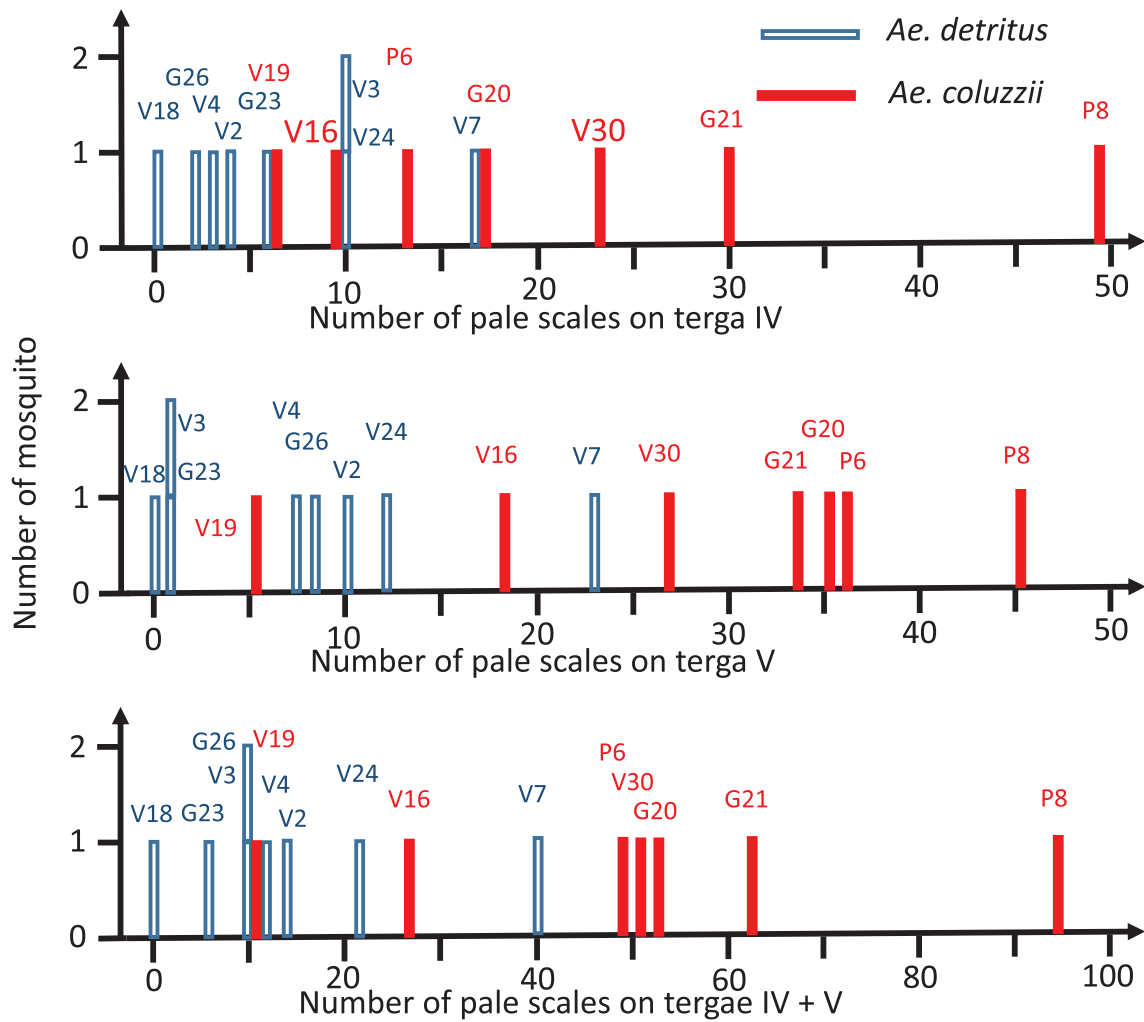 Ae. detritus
Ae. coluzzii
Number of mosquito
2
1
0
V18
G26
V4
V2
V19
G23
V16
V3
V24
P6
G20
V7
V30
G21
P8
0 10 20 30 40 50
Number of pale scales on terga IV
2
1
0
V18
V3
G23
V19
V4
G26
V2
V24
V16
V7
V30
G21
G20
P6
P8
0 10 20 30 40 50
Number of pale scales on terga V
2
1
0
V18
G23
G26
V3
V19
V4
V2
V24
V16
V7
P6
V30
G20
G21
P8
0 20 40 60 80 100
Number of pale scales on tergae IV + V